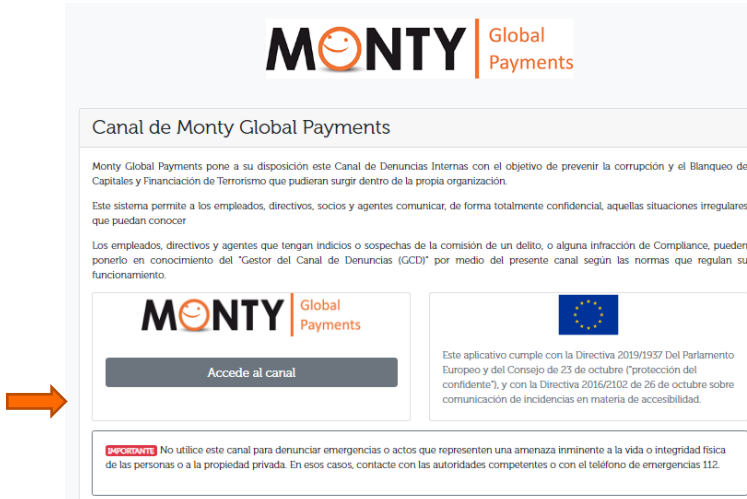 MONTY Global
Payments
Canal de Monty Global Payments
Monty Global Payments pone a su disposición este Canal de Denuncias Internas con el objetivo de prevenir la corrupción y el Blanqueo de
Capitales y Financiación de Terrorismo que pudieran surgir dentro de la propia organización.
Este sistema permite a los empleados, directivos, socios y agentes comunicar, de forma totalmente confidencial, aquellas situaciones irregulares
que puedan conocer
Los empleados, directivos y agentes que tengan indicios o sospechas de la comisión de un delito, o alguna infracción de Compliance, pueden
ponerlo en conocimiento del "Gestor del Canal de Denuncias (GCD)" por medio del presente canal según las normas que regulan su
funcionamiento.
MONTY Global
Payments
Accede al canal
Este aplicativo cumple con la Directiva 2019/1937 Del Parlamento
Europeo y del Consejo de 23 de octubre ("protección del
confidente"), y con la Directiva 2016/2102 de 26 de octubre sobre
comunicación de incidencias en materia de accesibilidad.
IMPORTANTE No utilice este canal para denunciar emergencias o actos que representen una amenaza inminente a la vida o integridad física
de las personas o a la propiedad privada. En esos casos, contacte con las autoridades competentes o con el teléfono de emergencias 112.